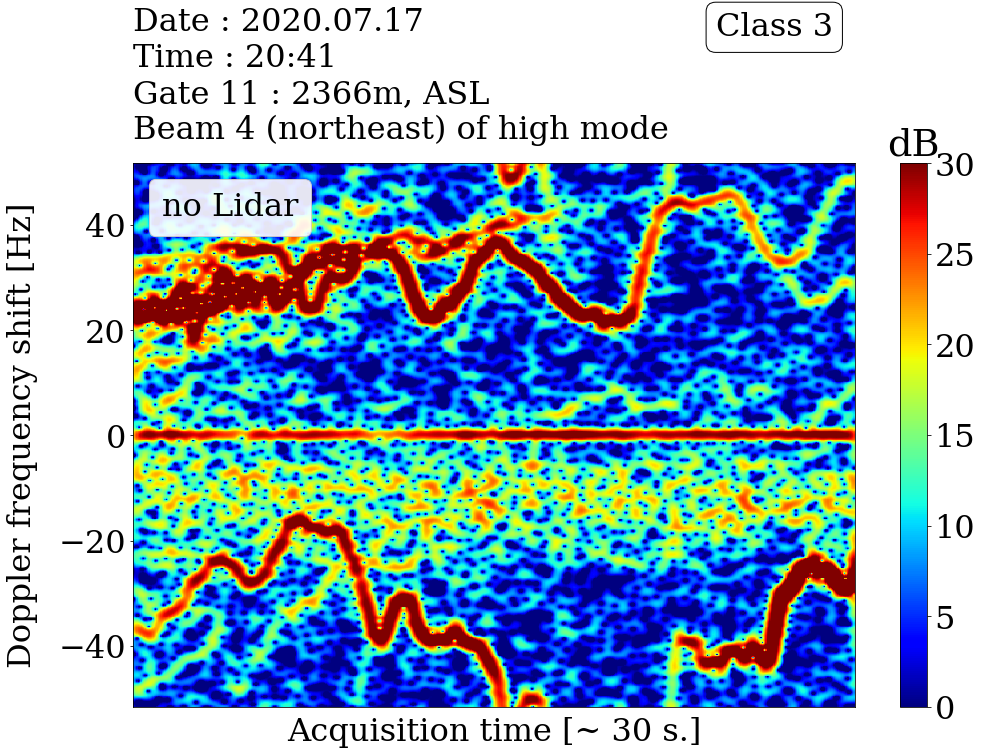 Date : 2020.07.17
Time : 20:41
Gate 11 : 2366m, ASL
Beam 4 (northeast) of high mode
Class 3
dB
no Lidar
Doppler frequency shift [Hz]
40
20
0
−20
−40
Acquisition time [~ 30 s.]
30
25
20
15
10
5
0